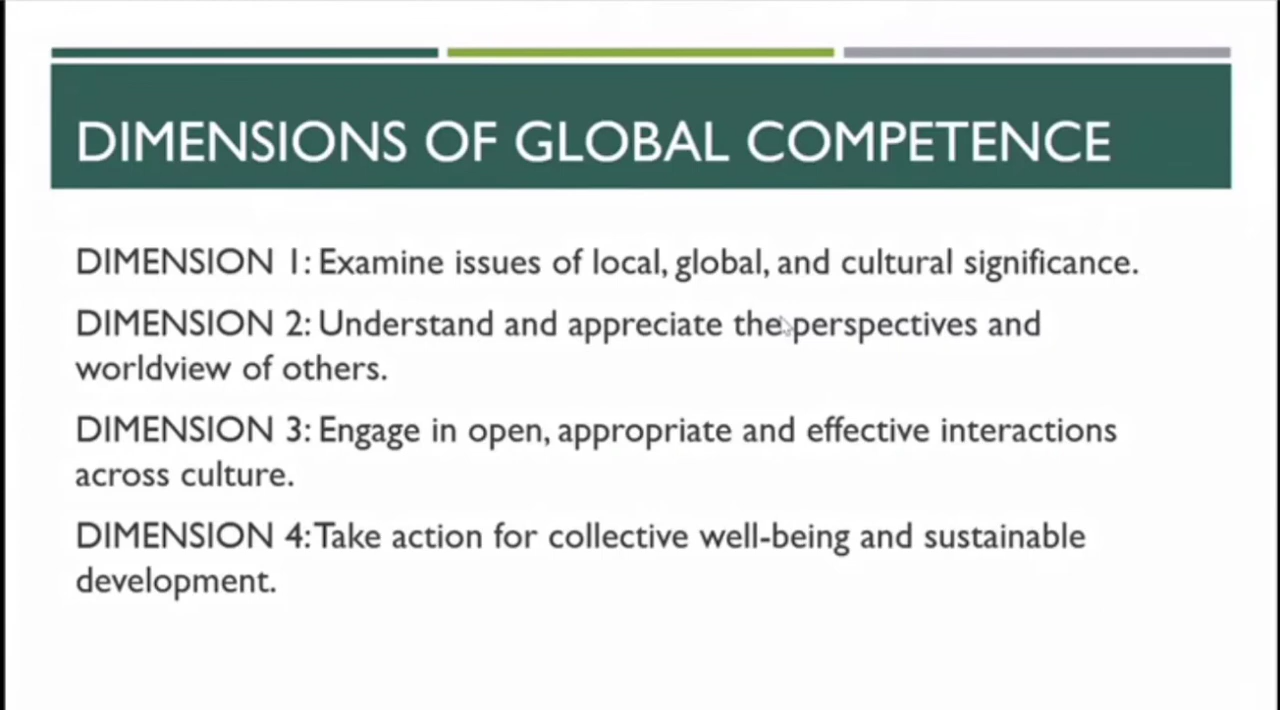 DIMENSIONS OF GLOBAL COMPETENCE
DIMENSION 1: Examine issues of local, global, and cultural significance.
DIMENSION 2: Understand and appreciate the perspectives and
worldview of others.
DIMENSION 3: Engage in open, appropriate and effective interactions
across culture.
DIMENSION 4: Take action for collective well-being and sustainable
development.